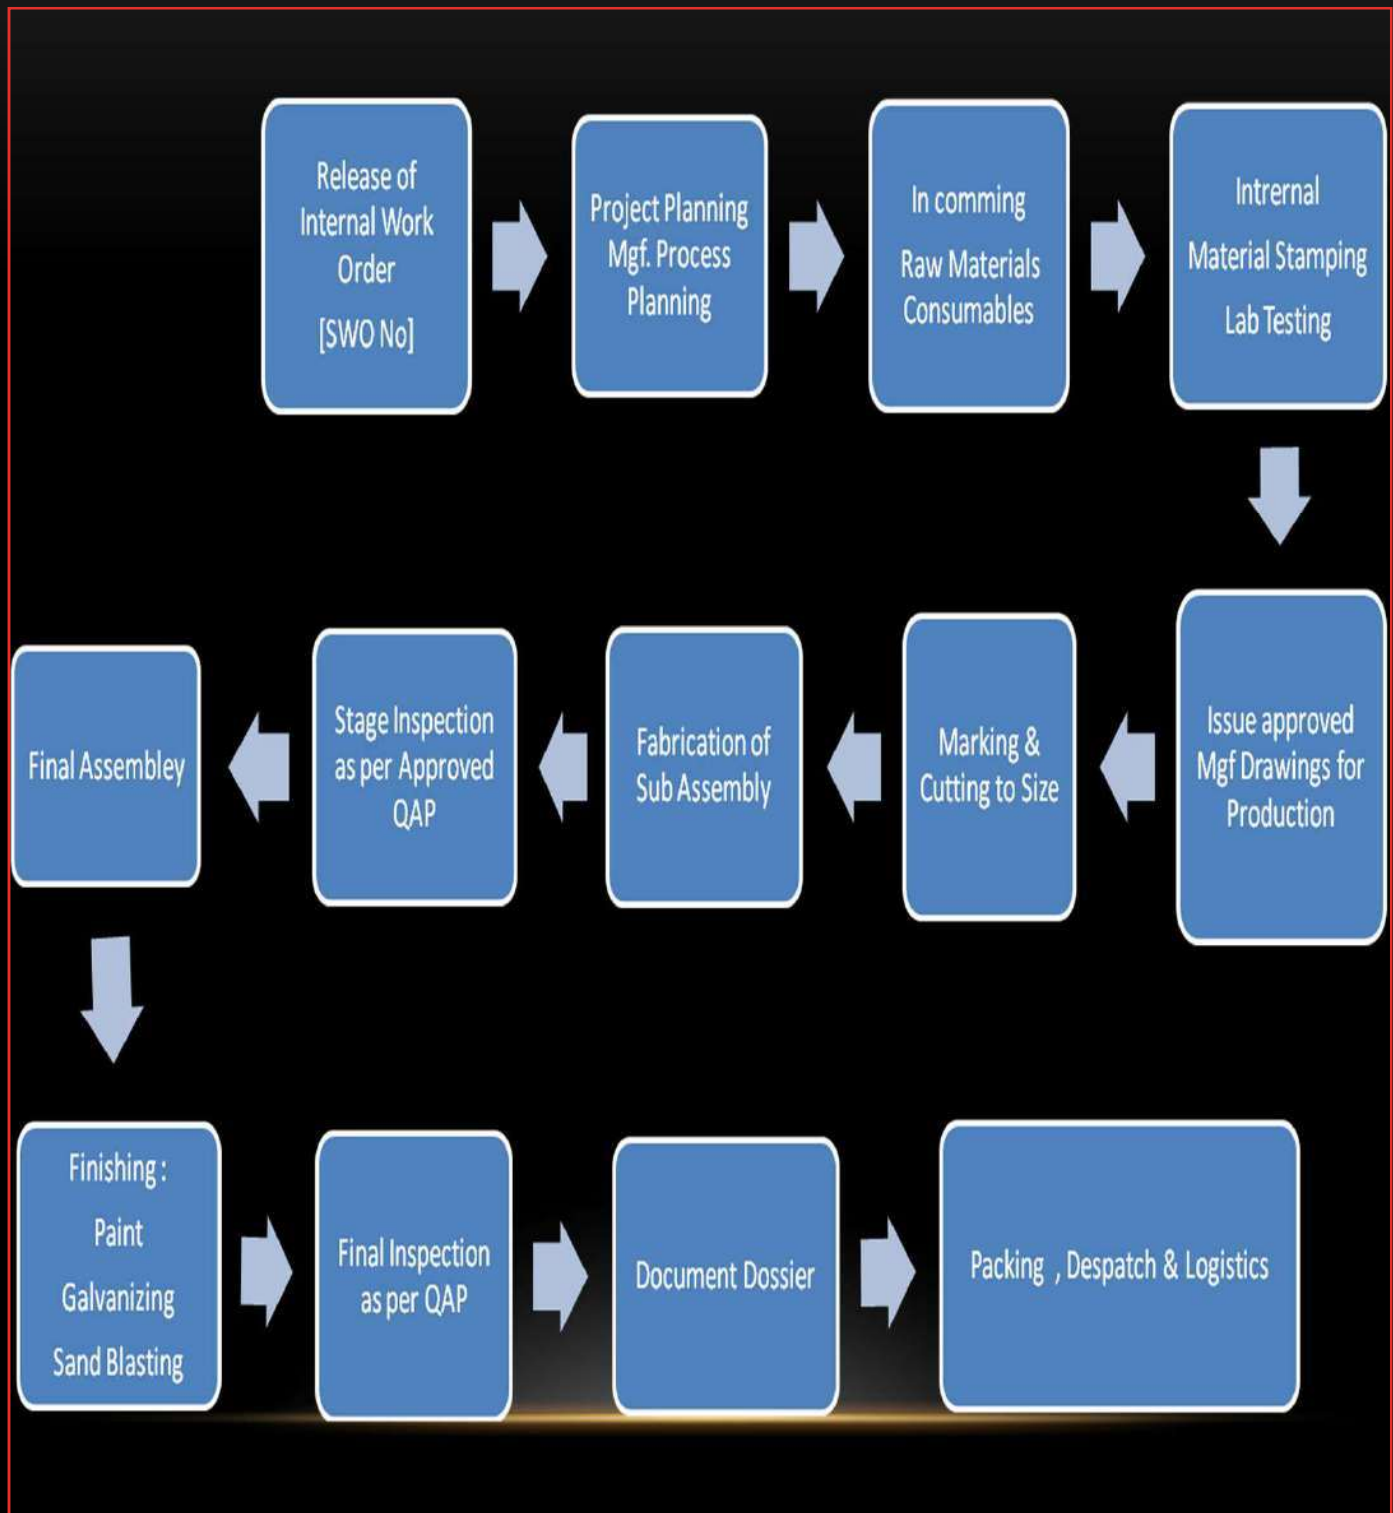 Release of
Internal Work
Order
[SWO No]
Project Planning
Mgf. Process
Planning
In comming
Raw Materials
Consumables
Intrernal
Material Stamping
Lab Testing
Issue approved
Mgf Drawings for
Production
Marking &
Cutting to Size
Fabrication of
Sub Assembly
Stage Inspection
as per Approved
QAP
Final Assembley
Finishing :
Paint
Galvanizing
Sand Blasting
Final Inspection
as per QAP
Document Dossier
Packing , Despatch & Logistics